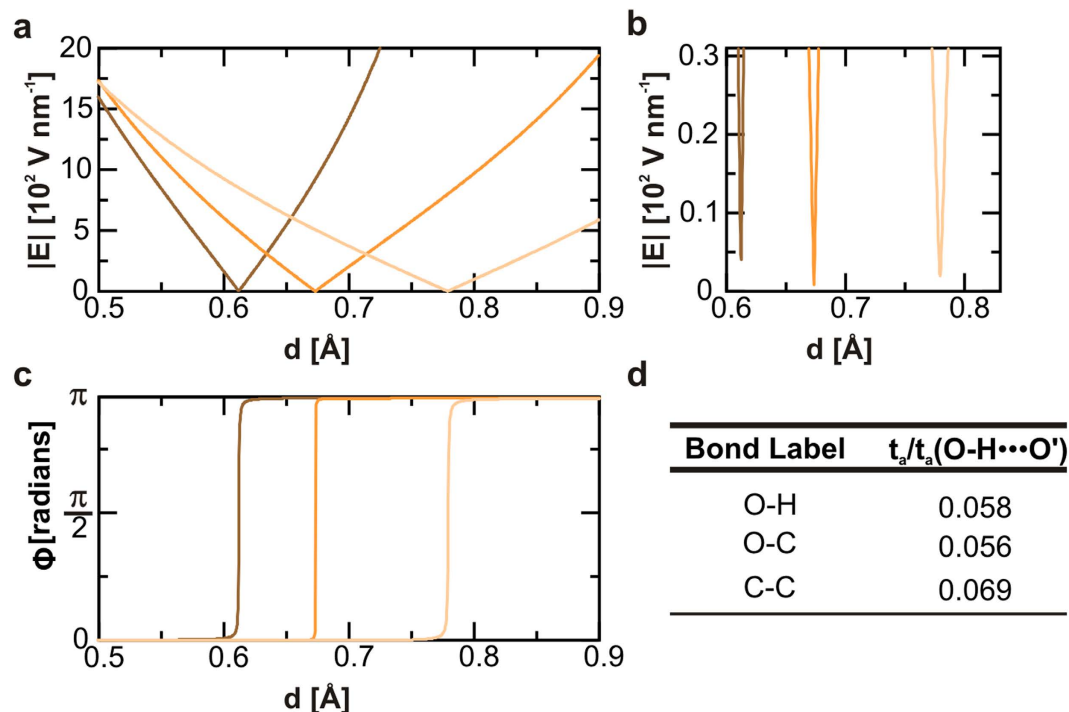 a
20
15
10
5
0
|E| [10² V nm⁻¹]
0.5 0.6 0.7 0.8 0.9
d [Å]
b
0.3
0.2
0.1
0
|E| [10² V nm⁻¹]
0.6 0.7 0.8
d [Å]
c
π
π
2
0
Φ[radians]
0.5 0.6 0.7 0.8 0.9
d [Å]
d
Bond Label tₐ/tₐ(O-H•••O')
O-H 0.058
O-C 0.056
C-C 0.069